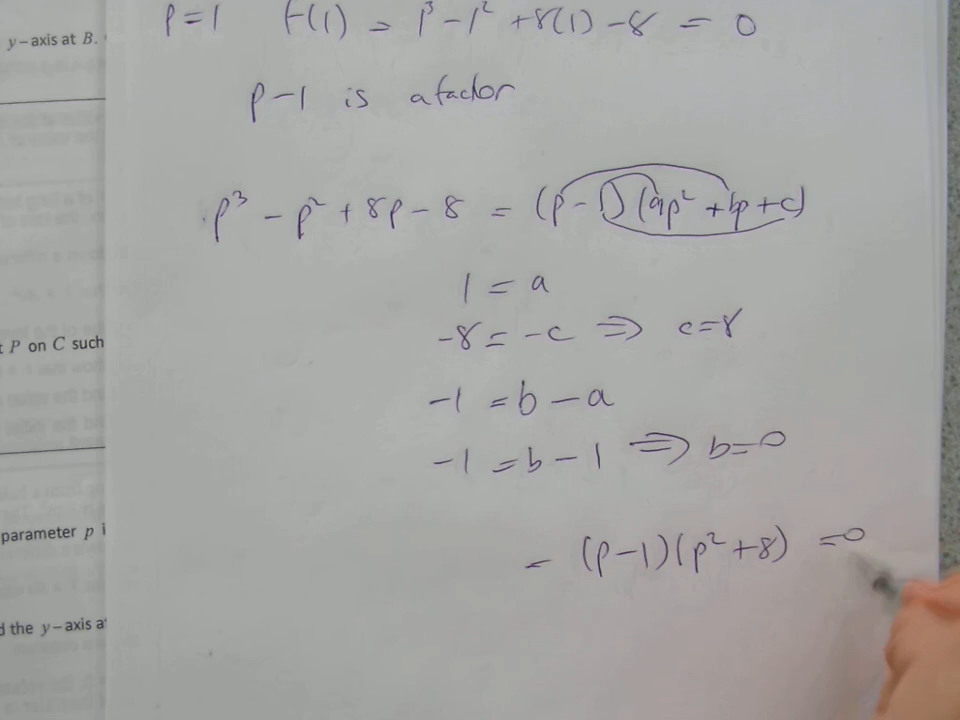 p=1 f(1) = 1³ - 1² + 8(1) - 8 = 0
y-axis at B.
p-1 is a factor
p³ - p² + 8p - 8 = (p-1)(ap² + bp + c)
1 = a
-8 = -c ⇒ c=8
P on C such
-1 = b - a
-1 = b - 1 ⇒ b=0
parameter p i
= (p-1)(p²+8) =0
d the y-axis a